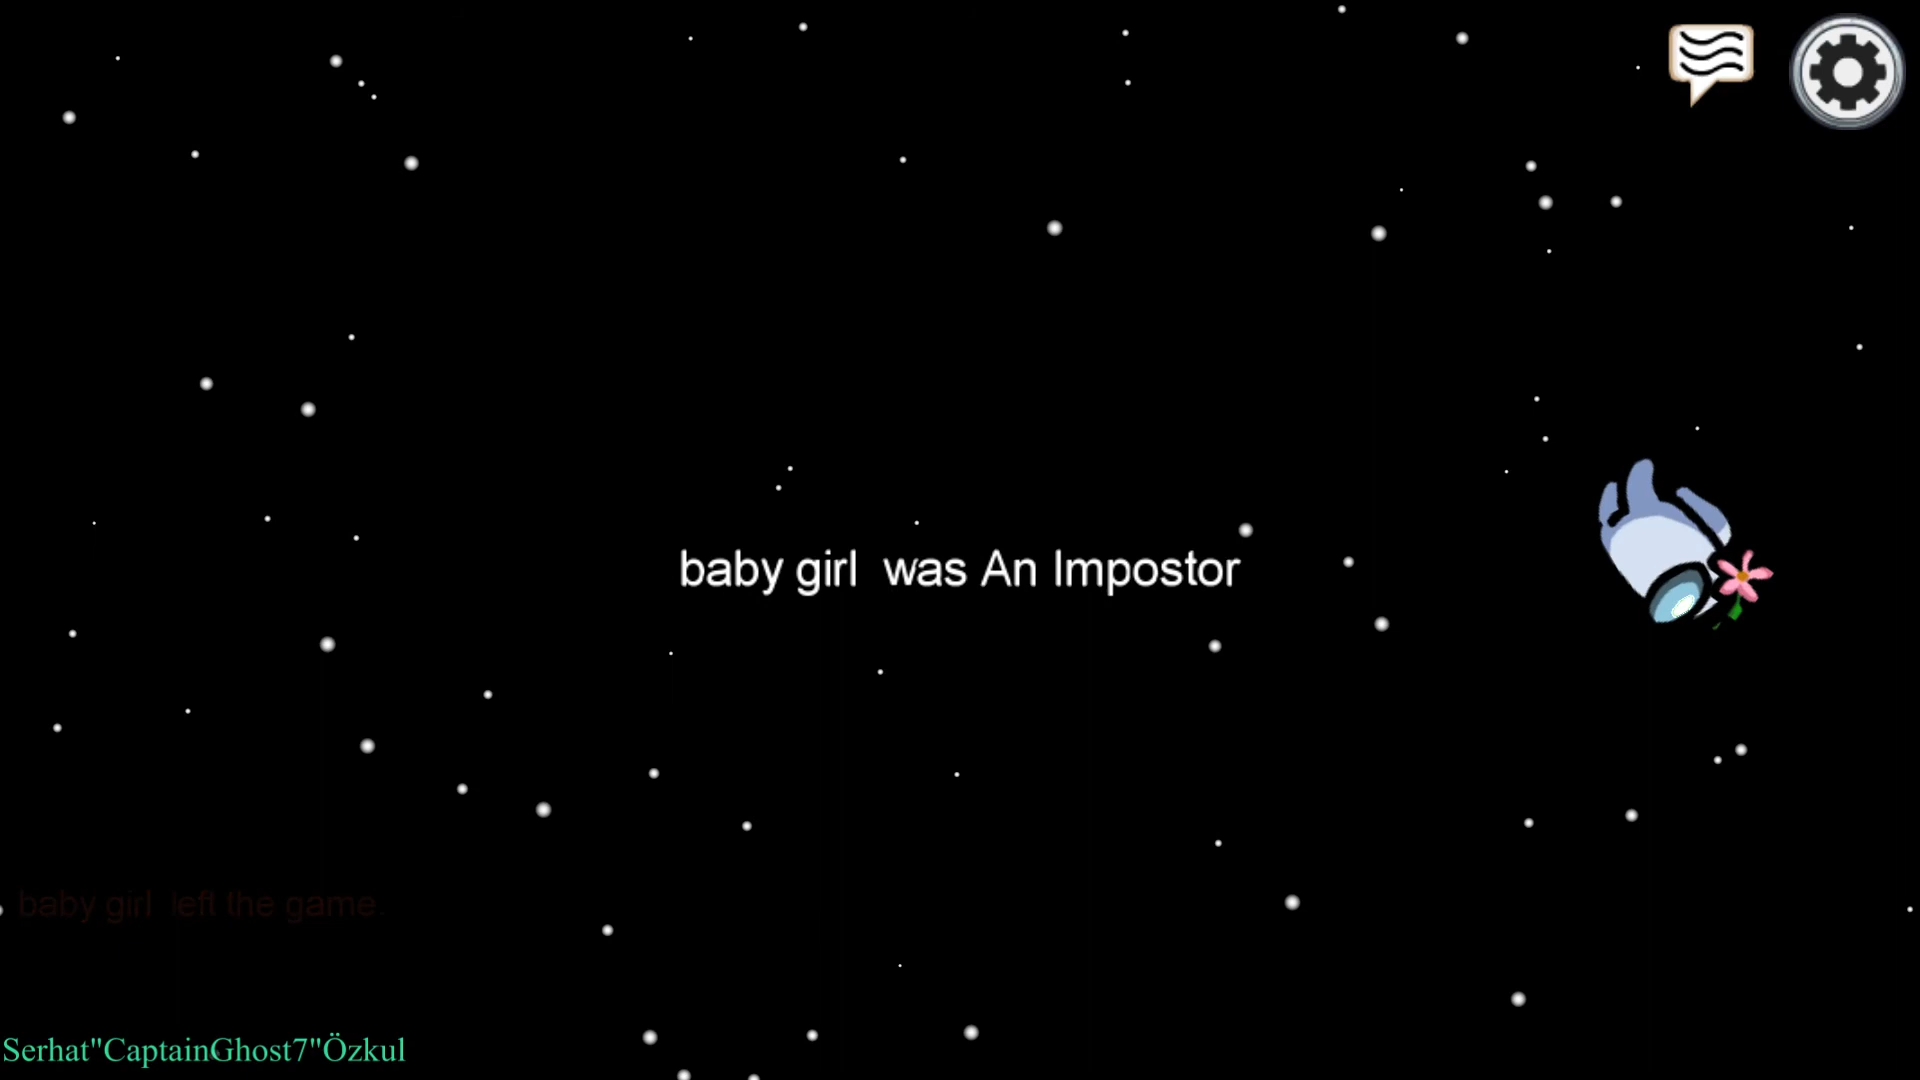 baby girl  was An Impostor
baby girl  left the game.
Serhat"CaptainGhost7"Özkul